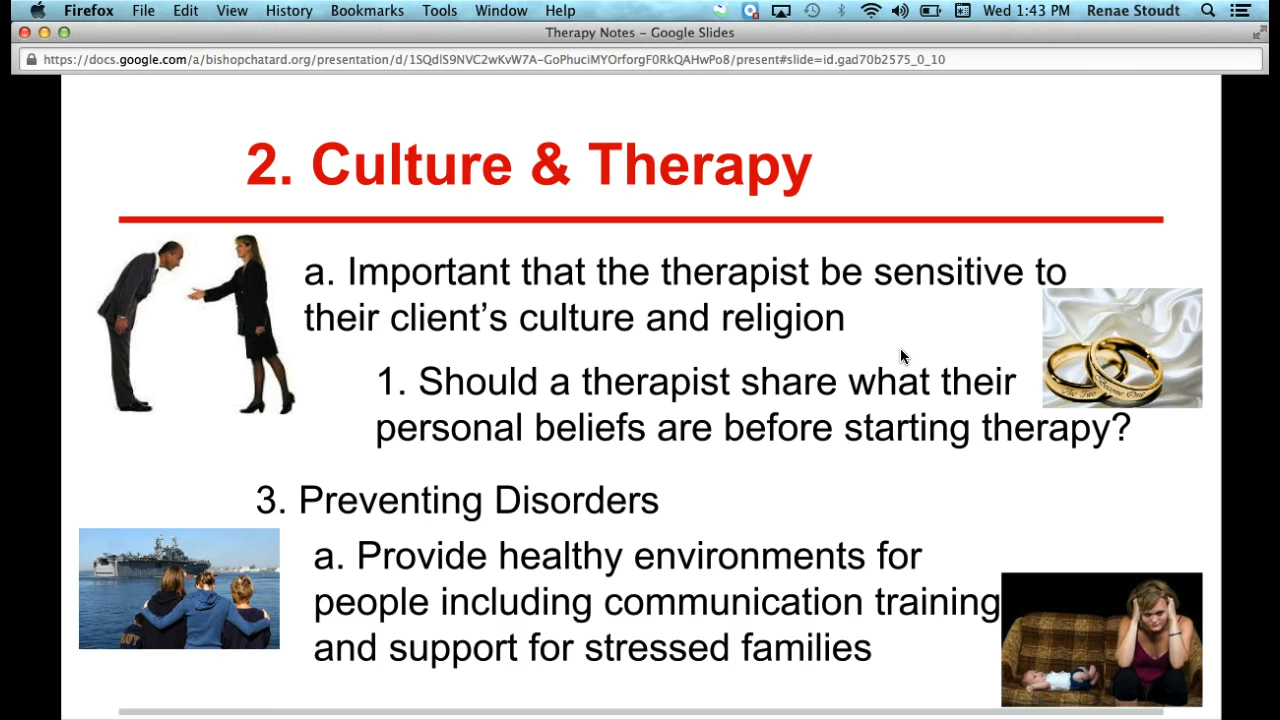 Firefox File Edit View History Bookmarks Tools Window Help Wed 1:43 PM Renae Stoudt
Therapy Notes – Google Slides
https://docs.google.com/a/bishopchatard.org/presentation/d/1SQdlS9NVC2wKvW7A-GoPhuciMYOrforgF0RkQAHwPo8/present#slide=id.gad70b2575_0_10
2. Culture & Therapy
a. Important that the therapist be sensitive to
their client’s culture and religion
1. Should a therapist share what their
personal beliefs are before starting therapy?
3. Preventing Disorders
a. Provide healthy environments for
people including communication training
and support for stressed families